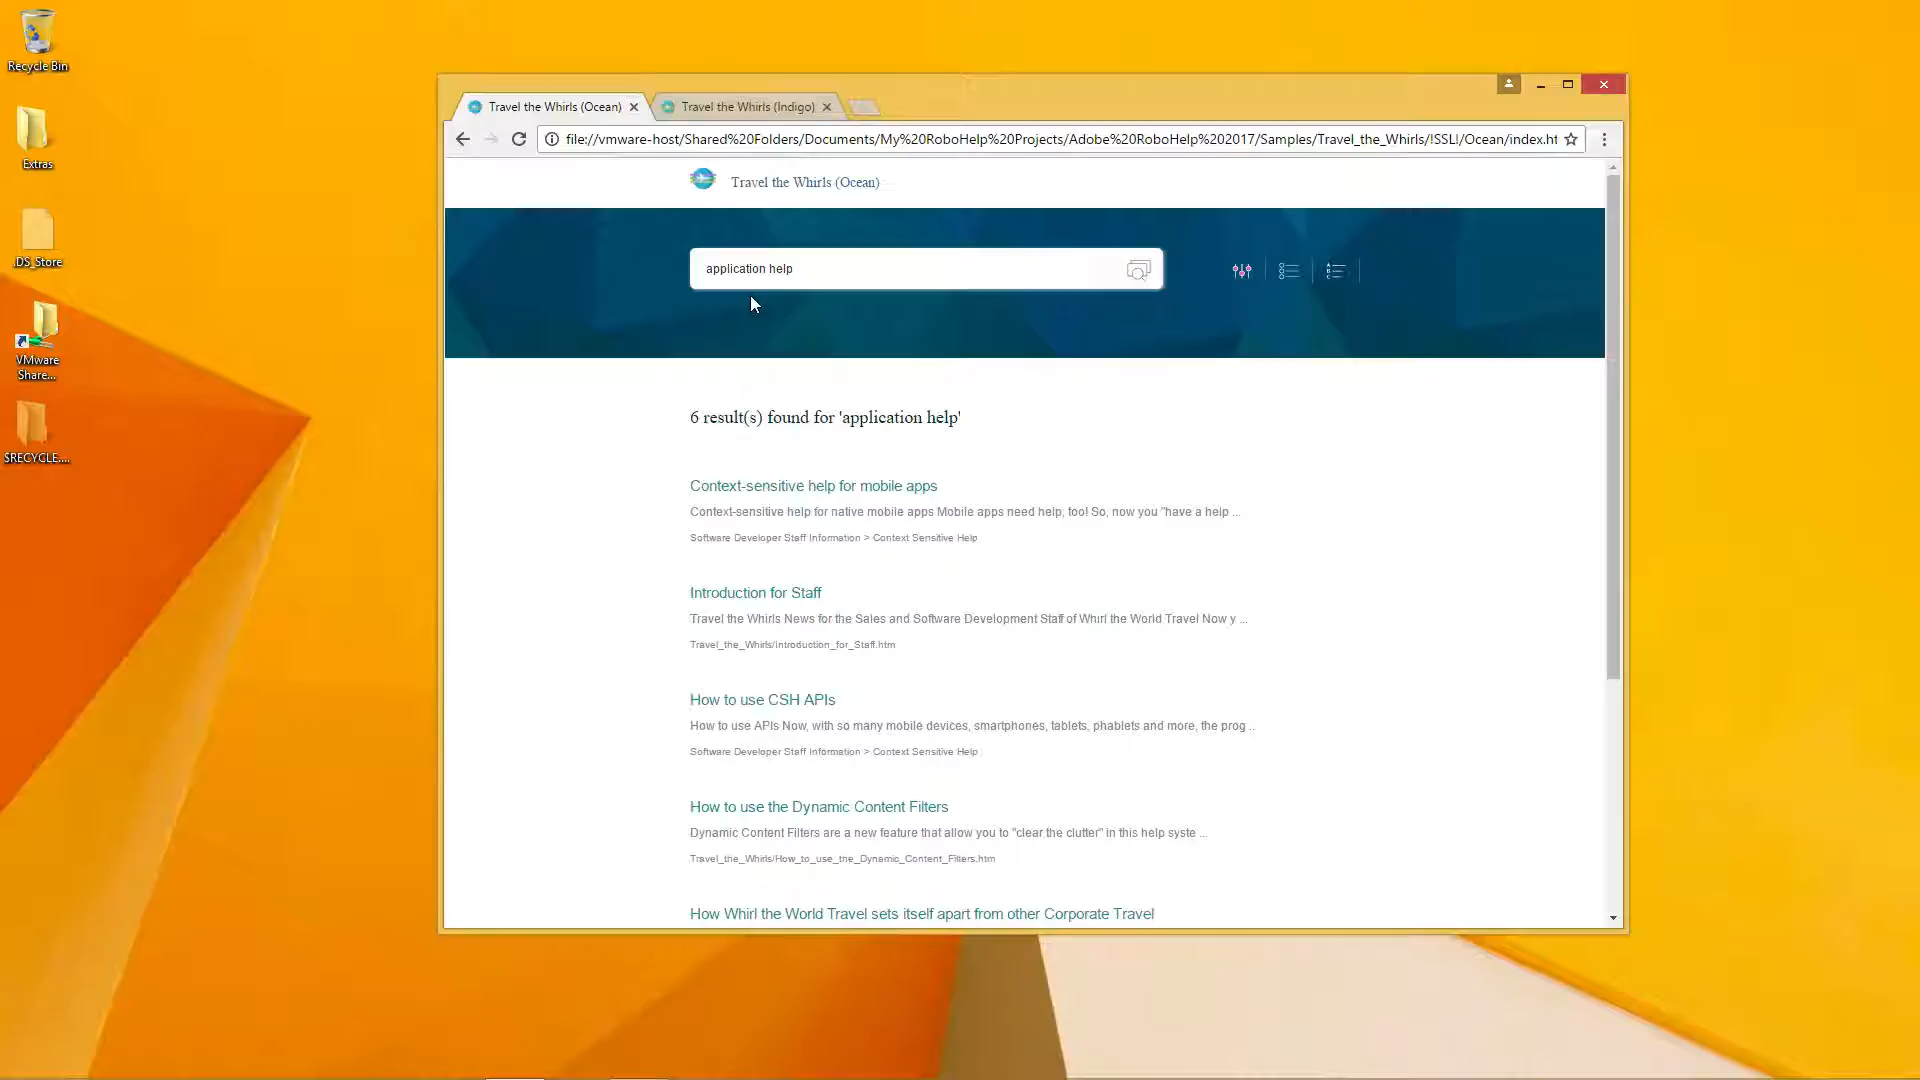 Recycle Bin
Extras
.DS_Store
VMware
Share...
$RECYCLE....
Travel the Whirls (Ocean)
Travel the Whirls (Indigo)
file://vmware-host/Shared%20Folders/Documents/My%20RoboHelp%20Projects/Adobe%20RoboHelp%202017/Samples/Travel_the_Whirls/!SSL!/Ocean/index.ht
Travel the Whirls (Ocean)
application help
6 result(s) found for 'application help'
Context-sensitive help for mobile apps
Context-sensitive help for native mobile apps Mobile apps need help, too! So, now you "have a help ...
Software Developer Staff Information > Context Sensitive Help
Introduction for Staff
Travel the Whirls News for the Sales and Software Development Staff of Whirl the World Travel Now y ...
Travel_the_Whirls/Introduction_for_Staff.htm
How to use CSH APIs
How to use APIs Now, with so many mobile devices, smartphones, tablets, phablets and more, the prog ...
Software Developer Staff Information > Context Sensitive Help
How to use the Dynamic Content Filters
Dynamic Content Filters are a new feature that allow you to "clear the clutter" in this help syste ...
Travel_the_Whirls/How_to_use_the_Dynamic_Content_Filters.htm
How Whirl the World Travel sets itself apart from other Corporate Travel